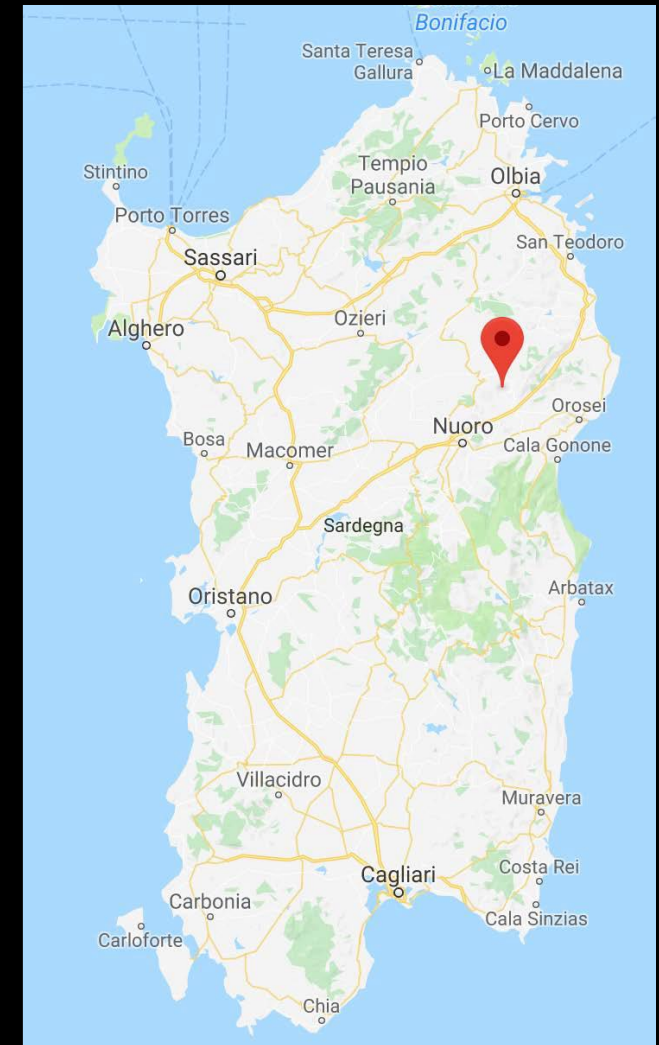 Bonifacio
Santa Teresa
Gallura
La Maddalena
Porto Cervo
Tempio
Pausania
Stintino
Olbia
Porto Torres
San Teodoro
Sassari
Ozieri
Alghero
Orosei
Nuoro
Bosa
Cala Gonone
Macomer
Sardegna
Arbatax
Oristano
Villacidro
Muravera
Costa Rei
Cagliari
Carbonia
Cala Sinzias
Carloforte
Chia